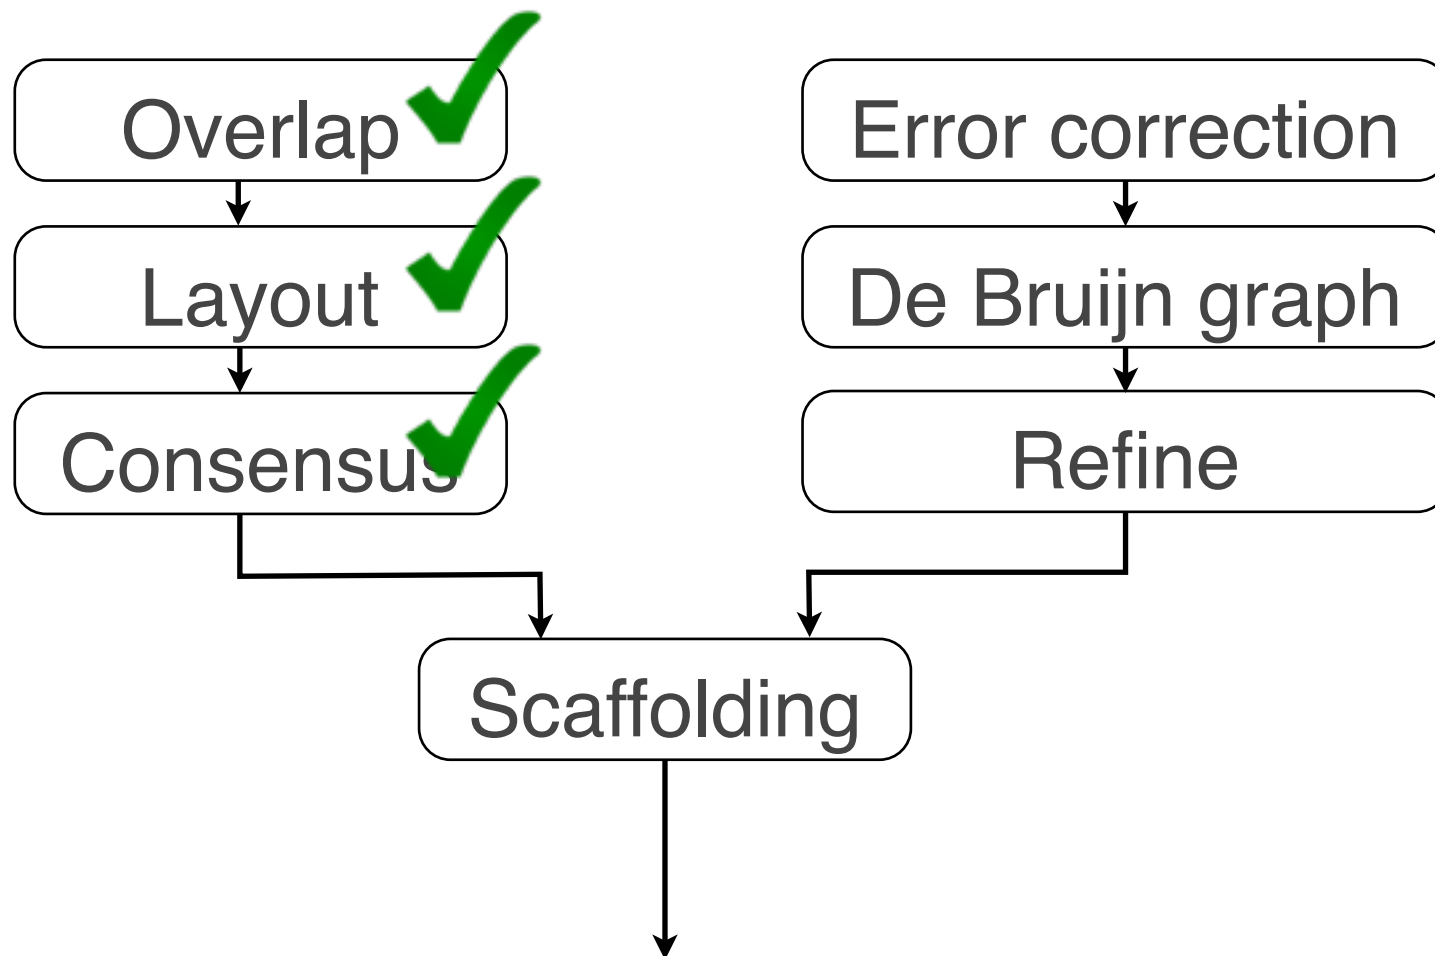 Overlap
Error correction
Layout
De Bruijn graph
Consensus
Refine
Scaffolding